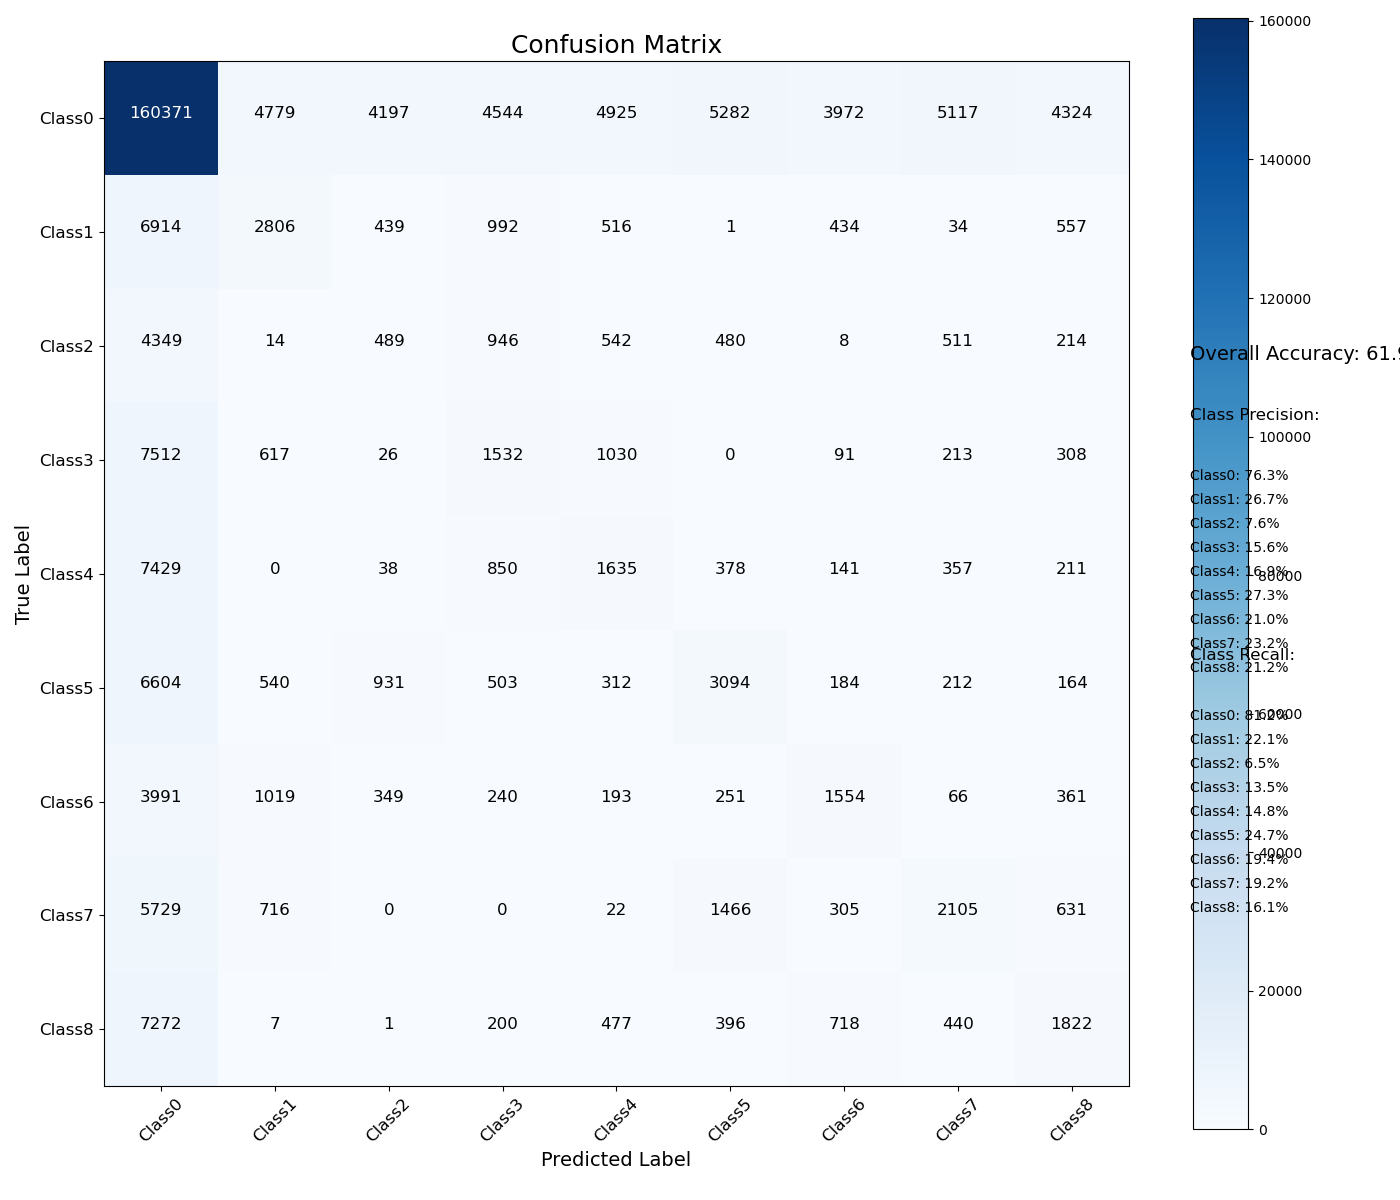 Confusion Matrix
Class0 160371 4779 4197 4544 4925 5282 3972 5117 4324
Class1 6914 2806 439 992 516 1 434 34 557
Class2 4349 14 489 946 542 480 8 511 214
Class3 7512 617 26 1532 1030 0 91 213 308
Class4 7429 0 38 850 1635 378 141 357 211
Class5 6604 540 931 503 312 3094 184 212 164
Class6 3991 1019 349 240 193 251 1554 66 361
Class7 5729 716 0 0 22 1466 305 2105 631
Class8 7272 7 1 200 477 396 718 440 1822
Class0 Class1 Class2 Class3 Class4 Class5 Class6 Class7 Class8
Predicted Label
True Label
160000
140000
120000
100000
80000
60000
40000
20000
0
Overall Accuracy: 61.9
Class Precision:
Class0: 76.3%
Class1: 26.7%
Class2: 7.6%
Class3: 15.6%
Class4: 16.9%
Class5: 27.3%
Class6: 21.0%
Class7: 23.2%
Class8: 21.2%
Class Recall:
Class0: 81.2%
Class1: 22.1%
Class2: 6.5%
Class3: 13.5%
Class4: 14.8%
Class5: 24.7%
Class6: 19.4%
Class7: 19.2%
Class8: 16.1%